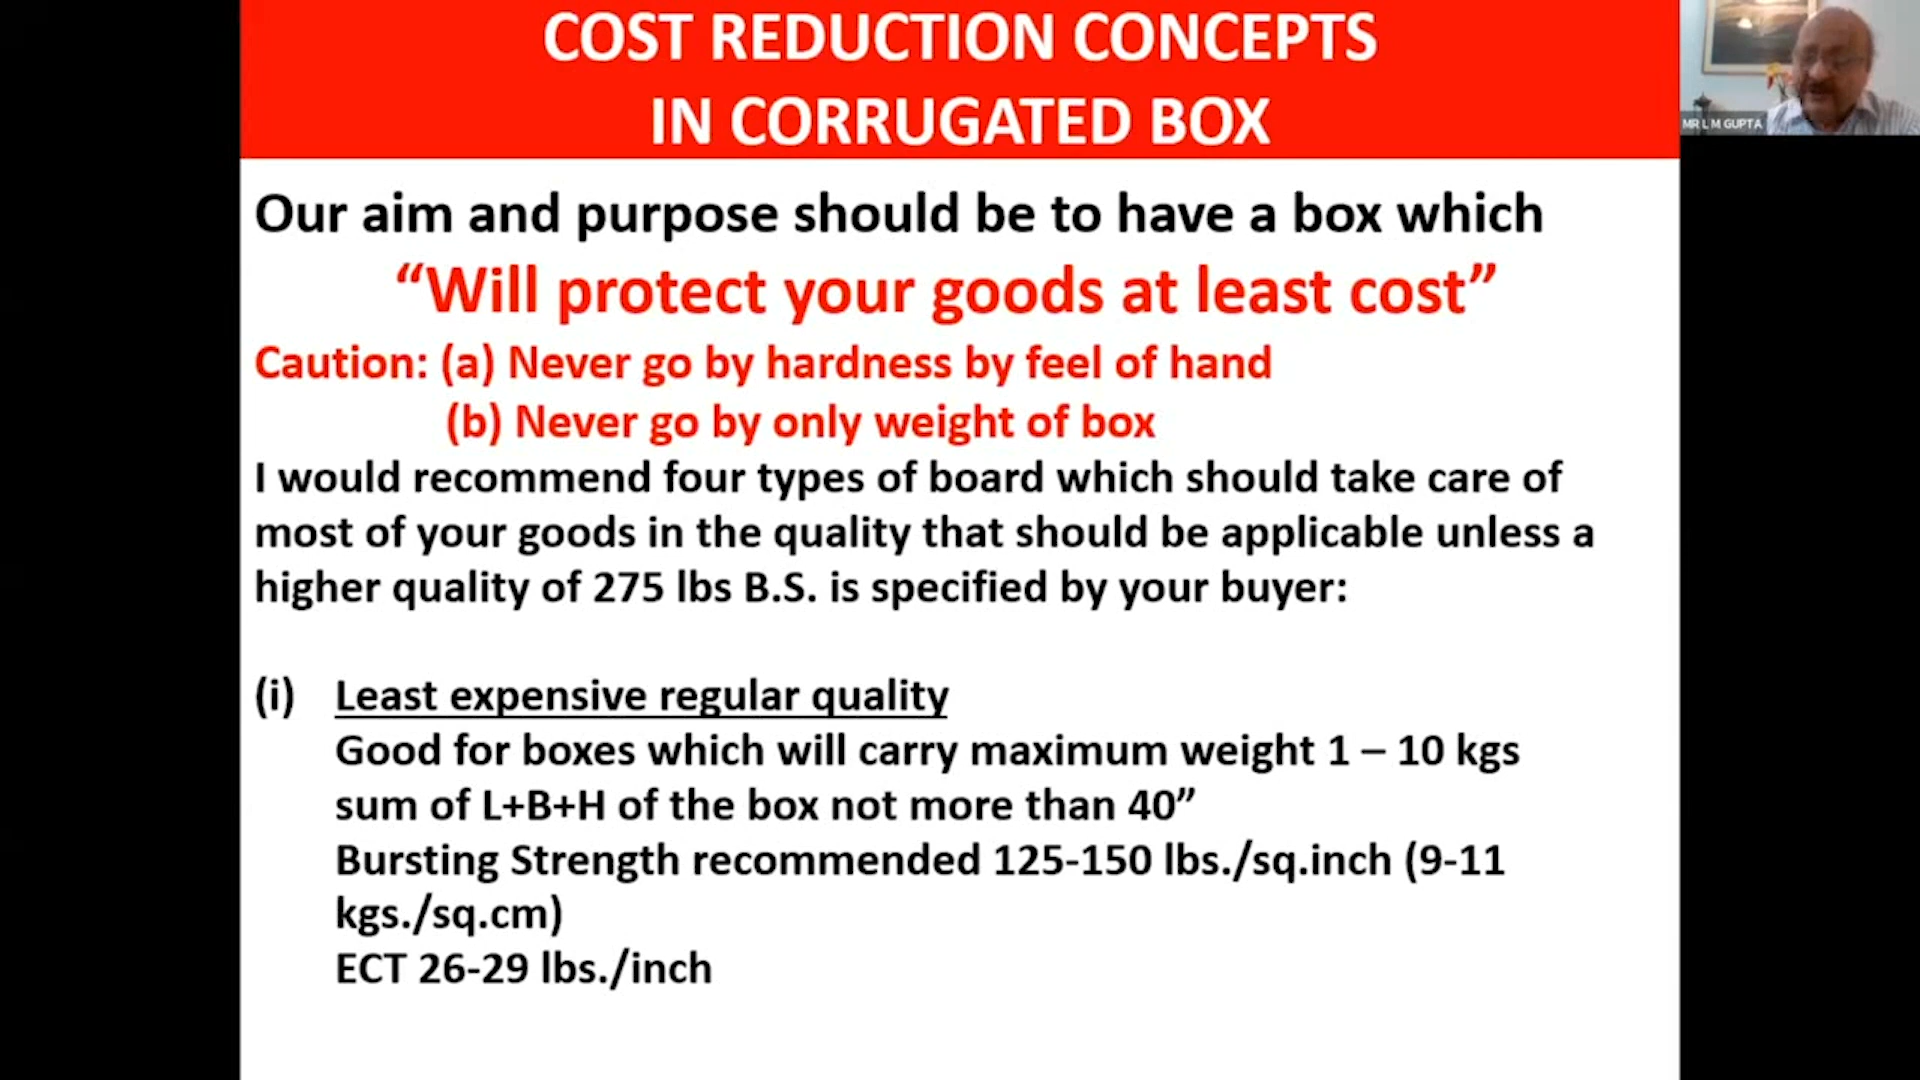 COST REDUCTION CONCEPTS
IN CORRUGATED BOX
MR L M GUPTA
Our aim and purpose should be to have a box which
“Will protect your goods at least cost”
Caution: (a) Never go by hardness by feel of hand
(b) Never go by only weight of box
I would recommend four types of board which should take care of
most of your goods in the quality that should be applicable unless a
higher quality of 275 lbs B.S. is specified by your buyer:
(i) Least expensive regular quality
Good for boxes which will carry maximum weight 1 – 10 kgs
sum of L+B+H of the box not more than 40”
Bursting Strength recommended 125-150 lbs./sq.inch (9-11
kgs./sq.cm)
ECT 26-29 lbs./inch